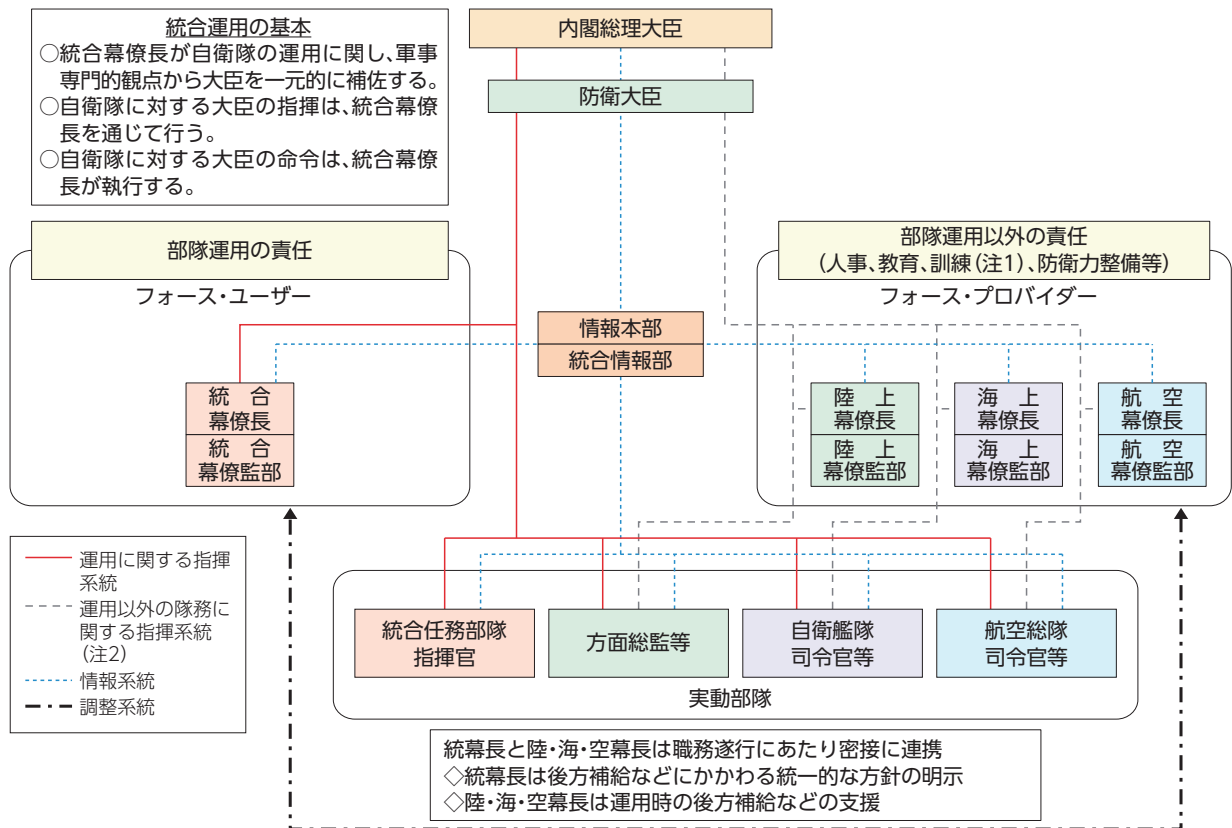 統合運用の基本
○統合幕僚長が自衛隊の運用に関し、軍事
専門的観点から大臣を一元的に補佐する。
○自衛隊に対する大臣の指揮は、統合幕僚
長を通じて行う。
○自衛隊に対する大臣の命令は、統合幕僚
長が執行する。
内閣総理大臣
防衛大臣
部隊運用の責任
フォース・ユーザー
部隊運用以外の責任
(人事、教育、訓練(注1)、防衛力整備等)
フォース・プロバイダー
情報本部
統合情報部
統合
幕僚長
統合
幕僚監部
陸上
幕僚長
陸上
幕僚監部
海上
幕僚長
海上
幕僚監部
航空
幕僚長
航空
幕僚監部
運用に関する指揮
系統
運用以外の隊務に
関する指揮系統
(注2)
情報系統
調整系統
統合任務部隊
指揮官
方面総監等
自衛艦隊
司令官等
航空総隊
司令官等
実動部隊
統幕長と陸・海・空幕長は職務遂行にあたり密接に連携
◇統幕長は後方補給などにかかわる統一的な方針の明示
◇陸・海・空幕長は運用時の後方補給などの支援